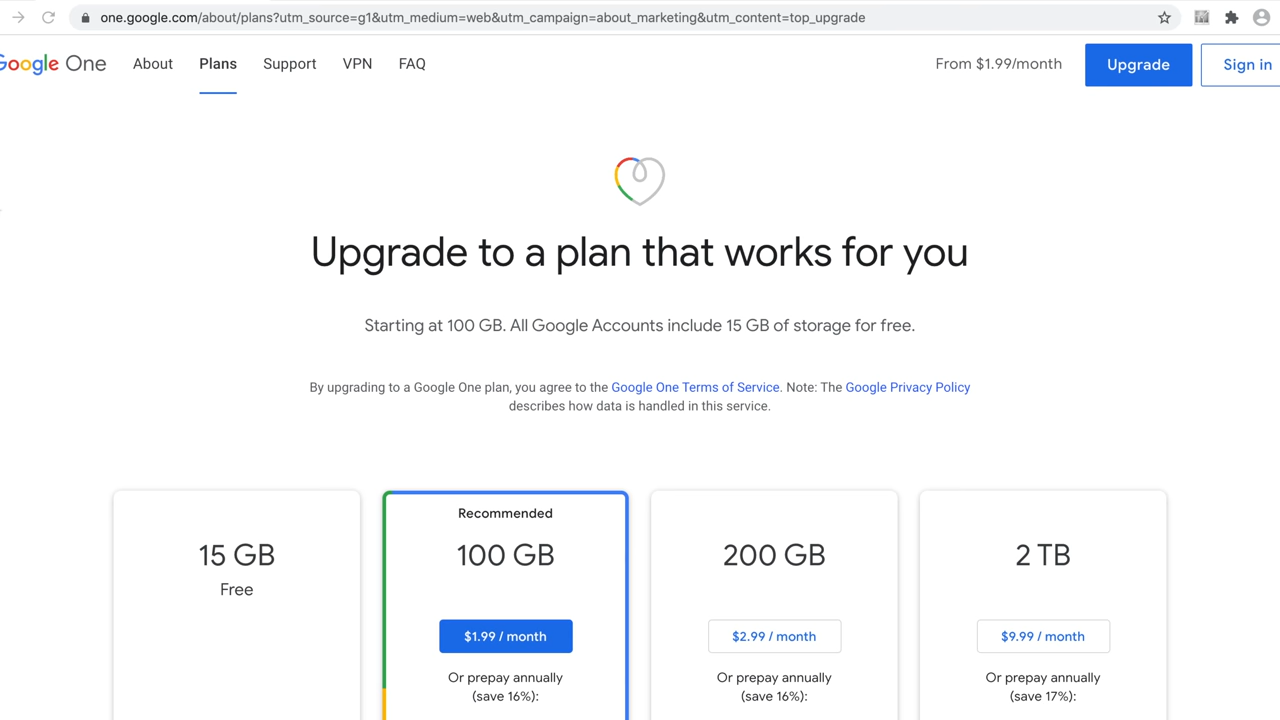 one.google.com/about/plans?utm_source=g1&utm_medium=web&utm_campaign=about_marketing&utm_content=top_upgrade
Google One About Plans Support VPN FAQ From $1.99/month Upgrade Sign in
Upgrade to a plan that works for you
Starting at 100 GB. All Google Accounts include 15 GB of storage for free.
By upgrading to a Google One plan, you agree to the Google One Terms of Service. Note: The Google Privacy Policy
describes how data is handled in this service.
15 GB
Free
Recommended
100 GB
$1.99 / month
Or prepay annually
(save 16%):
200 GB
$2.99 / month
Or prepay annually
(save 16%):
2 TB
$9.99 / month
Or prepay annually
(save 17%):